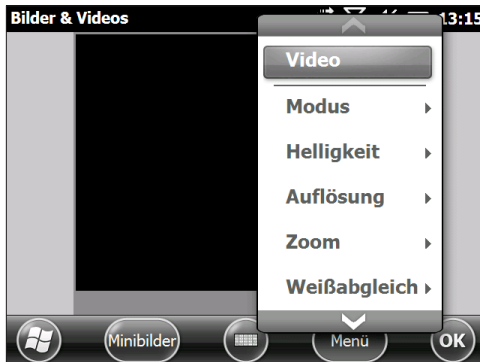 Bilder & Videos
13:15
Video
Modus
Helligkeit
Auflösung
Zoom
Weißabgleich
Minibilder
Menü
OK